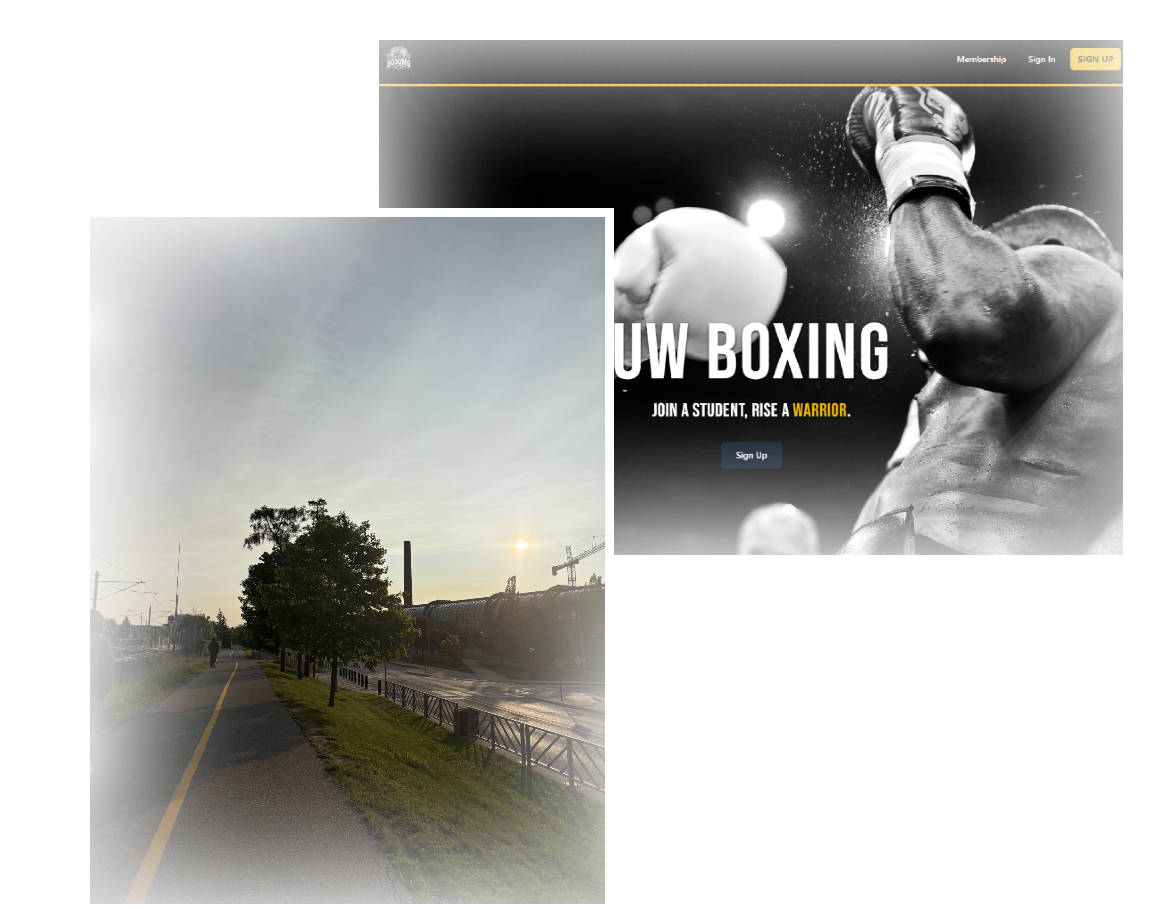 BOXING
Membership
Sign In
SIGN UP
UW BOXING
JOIN A STUDENT, RISE A WARRIOR.
Sign Up